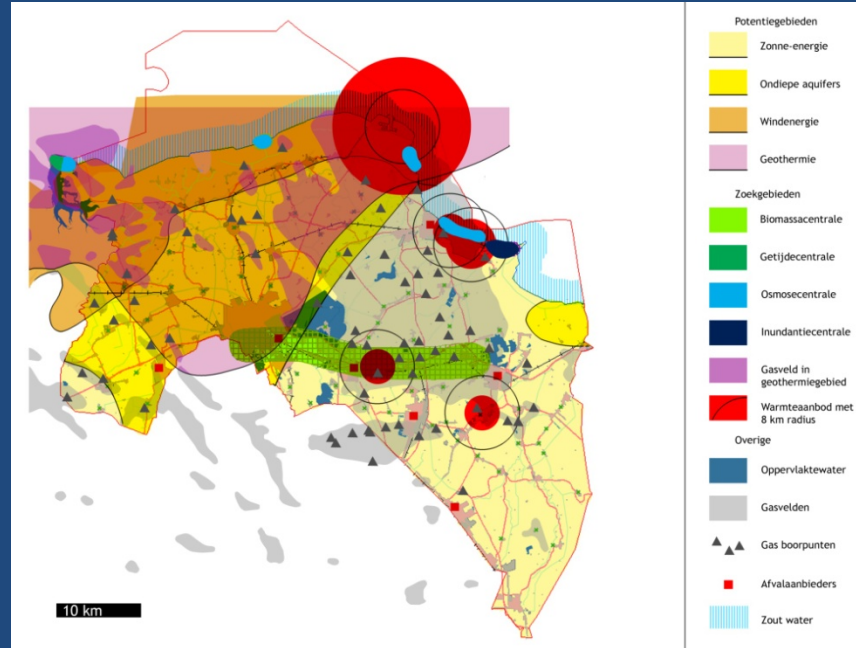 Potentiegebieden
Zonne-energie
Ondiepe aquifers
Windenergie
Geothermie
Zoekgebieden
Biomassacentrale
Getijdecentrale
Osmosecentrale
Inundantiecentrale
Gasveld in
geothermiegebied
Warmteaanbod met
8 km radius
Overige
Oppervlaktewater
Gasvelden
Gas boorpunten
Afvalaanbieders
Zout water
10 km